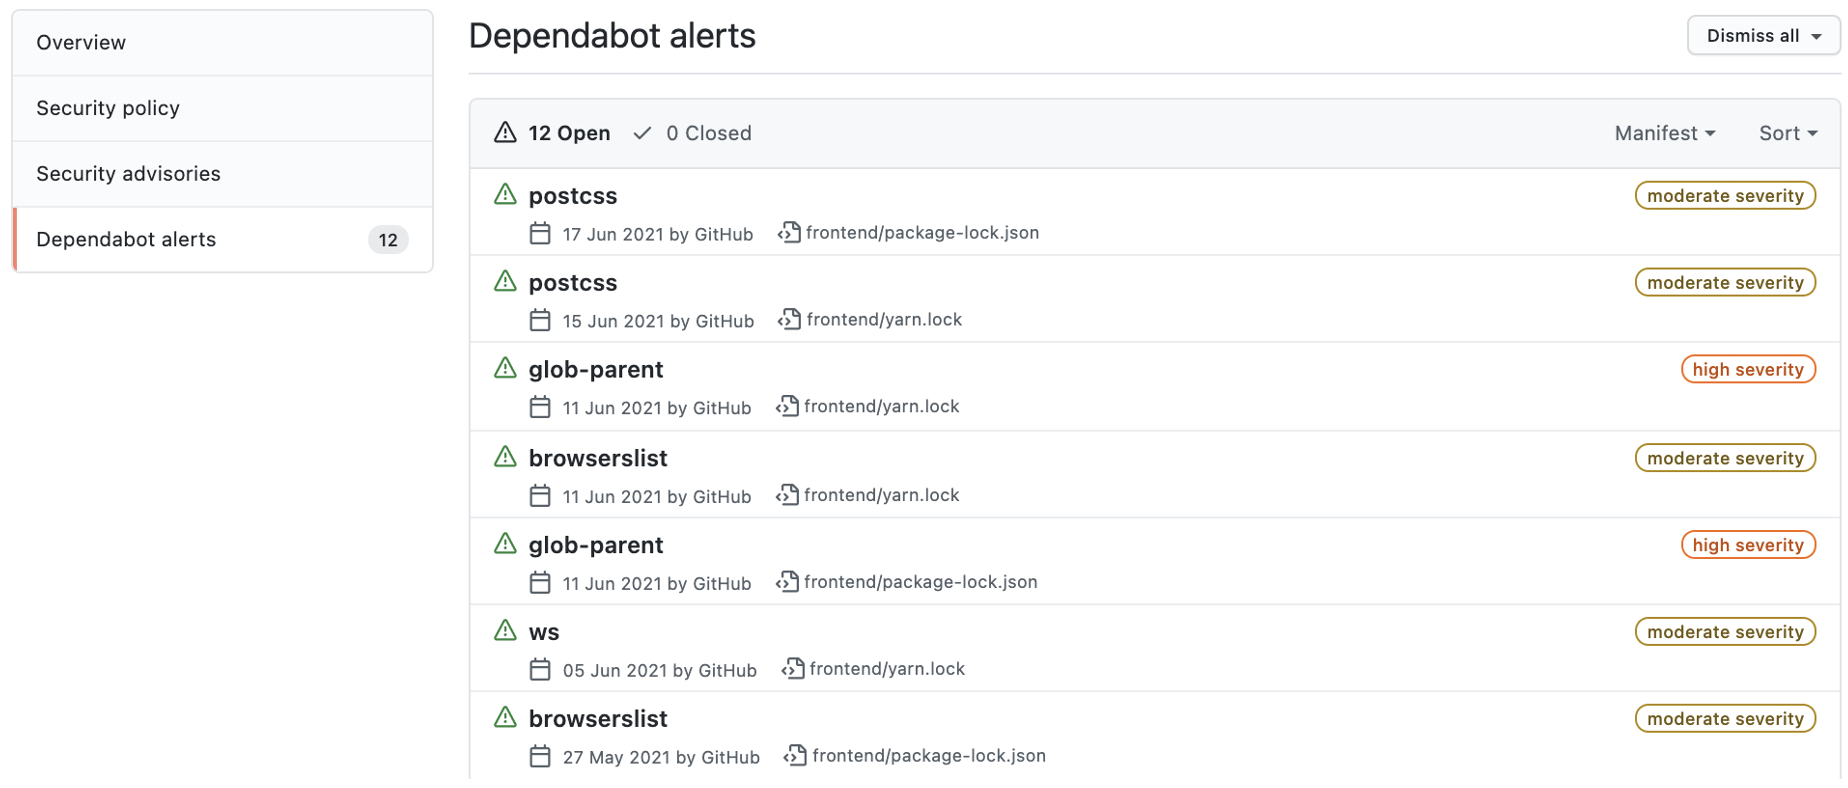 Overview
Security policy
Security advisories
Dependabot alerts 12
Dependabot alerts
Dismiss all
12 Open 0 Closed Manifest Sort
postcss moderate severity
17 Jun 2021 by GitHub frontend/package-lock.json
postcss moderate severity
15 Jun 2021 by GitHub frontend/yarn.lock
glob-parent high severity
11 Jun 2021 by GitHub frontend/yarn.lock
browserslist moderate severity
11 Jun 2021 by GitHub frontend/yarn.lock
glob-parent high severity
11 Jun 2021 by GitHub frontend/package-lock.json
ws moderate severity
05 Jun 2021 by GitHub frontend/yarn.lock
browserslist moderate severity
27 May 2021 by GitHub frontend/package-lock.json